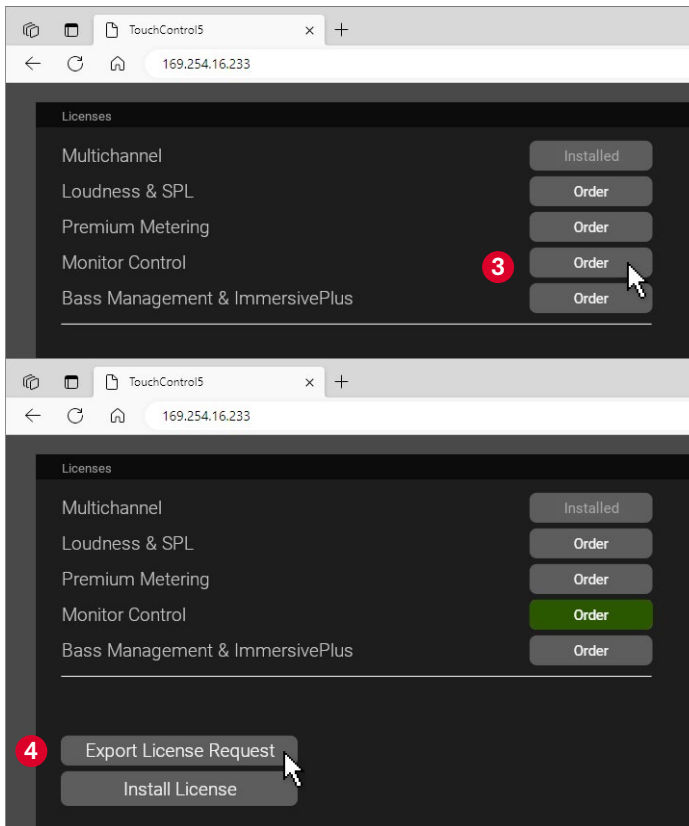 TouchControl5
169.254.16.233
Licenses
Multichannel Installed
Loudness & SPL Order
Premium Metering Order
Monitor Control 3 Order
Bass Management & ImmersivePlus Order
TouchControl5
169.254.16.233
Licenses
Multichannel Installed
Loudness & SPL Order
Premium Metering Order
Monitor Control Order
Bass Management & ImmersivePlus Order
4 Export License Request
Install License